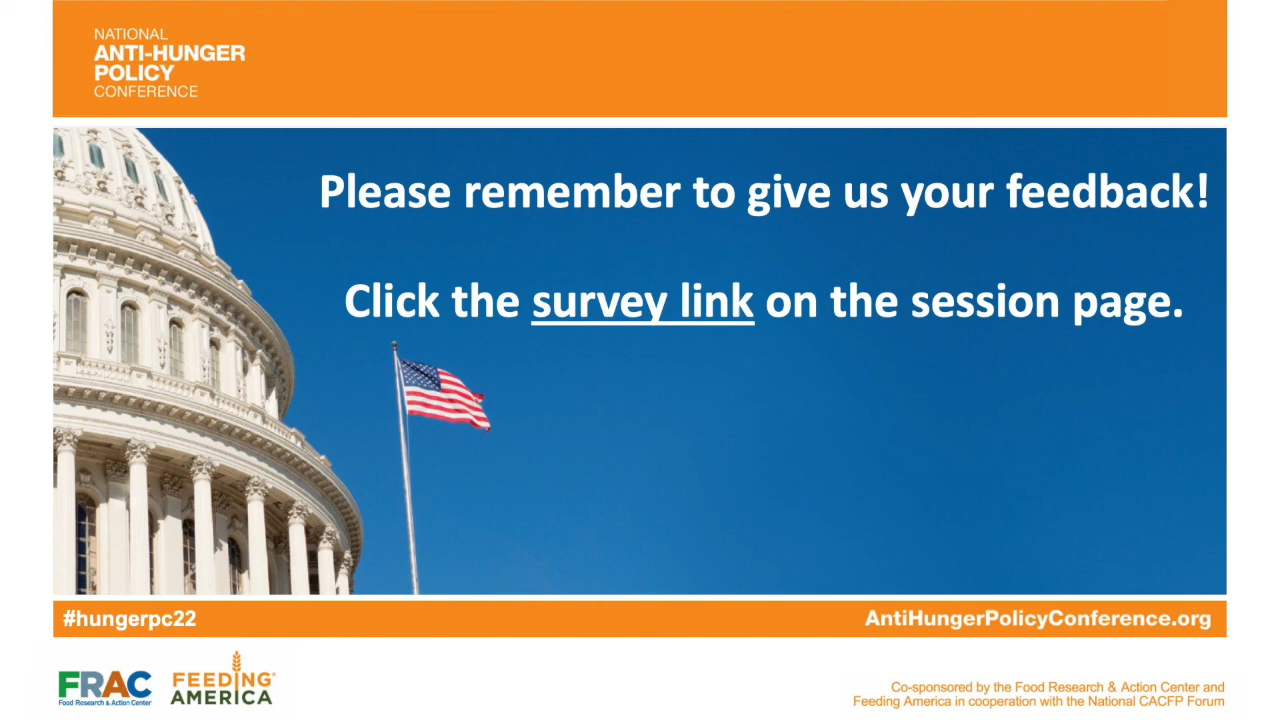 NATIONAL
ANTI-HUNGER
POLICY
CONFERENCE
Please remember to give us your feedback!
Click the survey link on the session page.
#hungerpc22
AntiHungerPolicyConference.org
FRAC
Food Research & Action Center
FEEDING®
AMERICA
Co-sponsored by the Food Research & Action Center and
Feeding America in cooperation with the National CACFP Forum